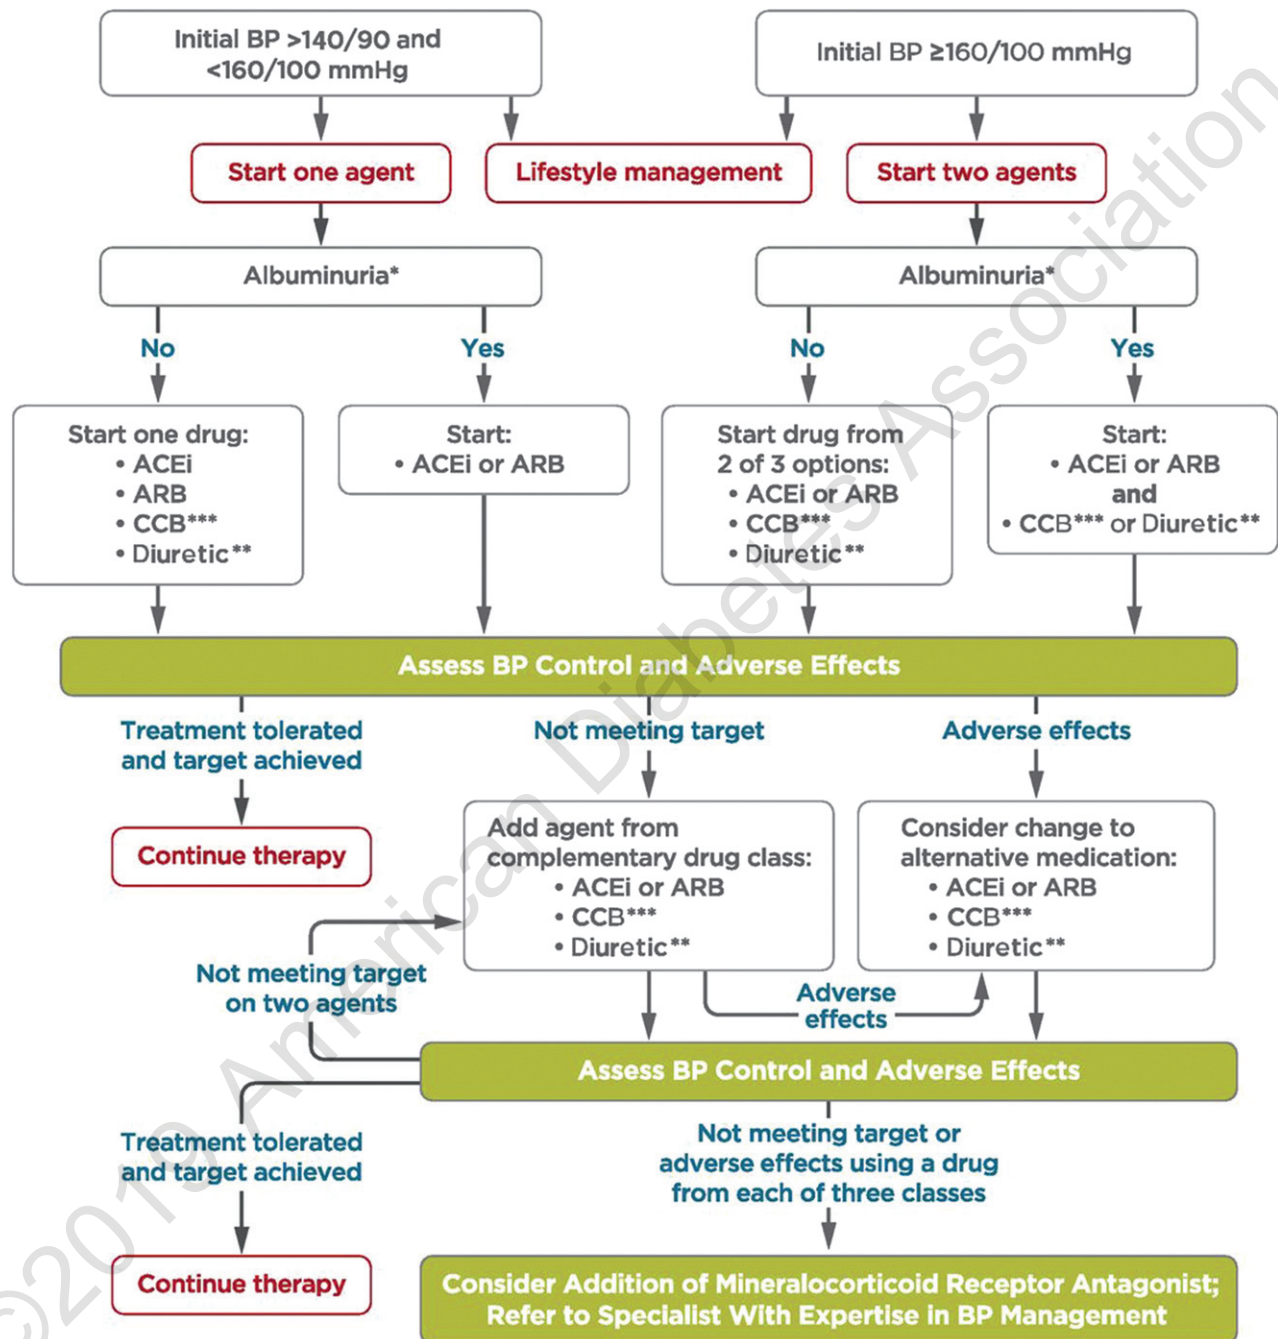 Initial BP >140/90 and
<160/100 mmHg
Initial BP ≥160/100 mmHg
Start one agent
Lifestyle management
Start two agents
Albuminuria*
Albuminuria*
No
Yes
No
Yes
Start one drug:
• ACEi
• ARB
• CCB***
• Diuretic**
Start:
• ACEi or ARB
Start drug from
2 of 3 options:
• ACEi or ARB
• CCB***
• Diuretic**
Start:
• ACEi or ARB
and
• CCB*** or Diuretic**
Assess BP Control and Adverse Effects
Treatment tolerated
and target achieved
Not meeting target
Adverse effects
Continue therapy
Add agent from
complementary drug class:
• ACEi or ARB
• CCB***
• Diuretic**
Consider change to
alternative medication:
• ACEi or ARB
• CCB***
• Diuretic**
Not meeting target
on two agents
Adverse
effects
Assess BP Control and Adverse Effects
Treatment tolerated
and target achieved
Not meeting target or
adverse effects using a drug
from each of three classes
Continue therapy
Consider Addition of Mineralocorticoid Receptor Antagonist;
Refer to Specialist With Expertise in BP Management
©2019 American Diabetes Association